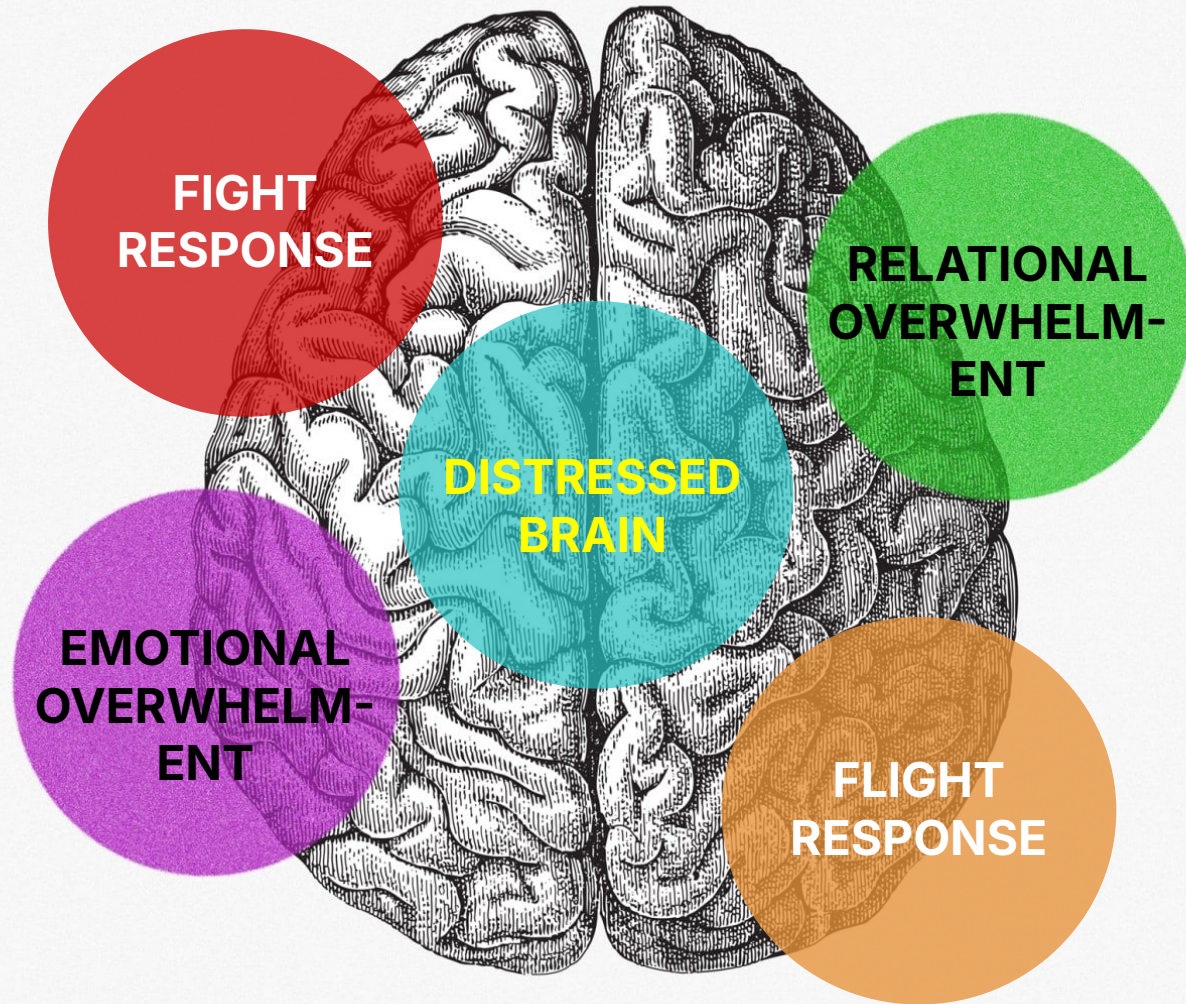 FIGHT
RESPONSE
RELATIONAL
OVERWHELM-
ENT
DISTRESSED
BRAIN
EMOTIONAL
OVERWHELM-
ENT
FLIGHT
RESPONSE